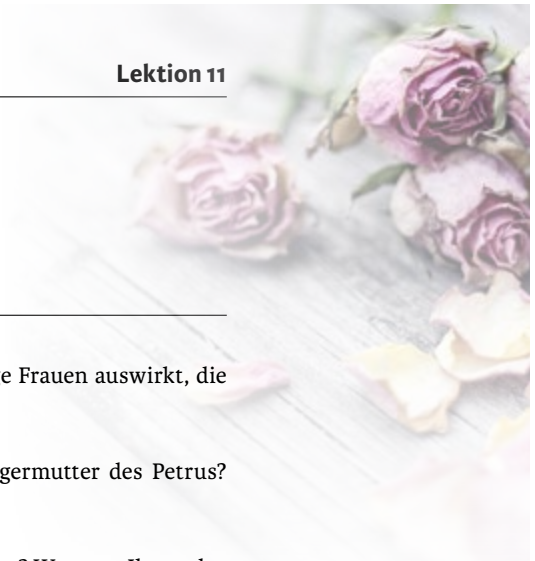 Lektion 11
e Frauen auswirkt, die
germutter des Petrus?